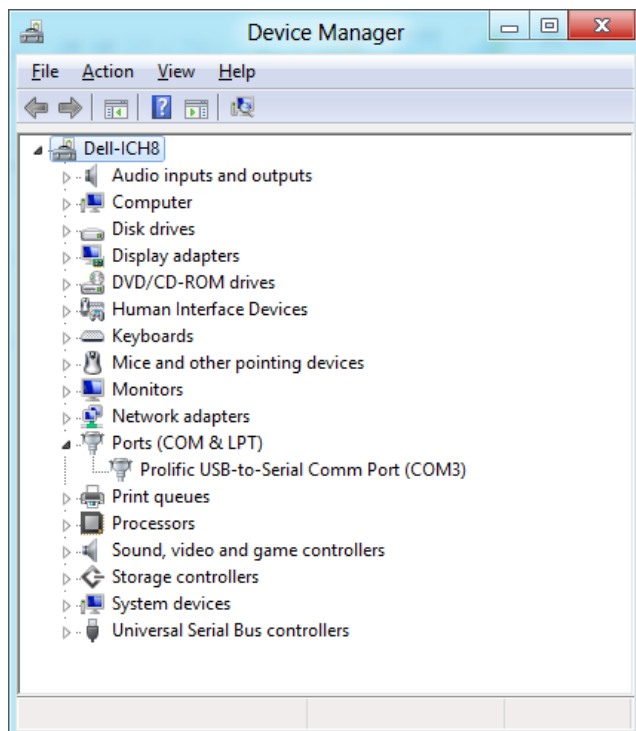 Device Manager
File Action View Help
Dell-ICH8
Audio inputs and outputs
Computer
Disk drives
Display adapters
DVD/CD-ROM drives
Human Interface Devices
Keyboards
Mice and other pointing devices
Monitors
Network adapters
Ports (COM & LPT)
Prolific USB-to-Serial Comm Port (COM3)
Print queues
Processors
Sound, video and game controllers
Storage controllers
System devices
Universal Serial Bus controllers